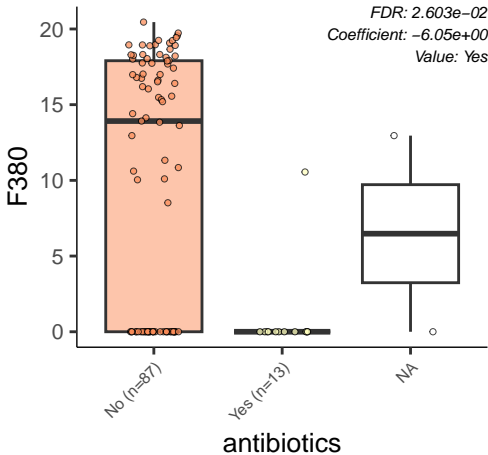 FDR: 2.603e−02
Coefficient: −6.05e+00
Value: Yes
20
15
10
5
0
F380
No (n=87)
Yes (n=13)
NA
antibiotics